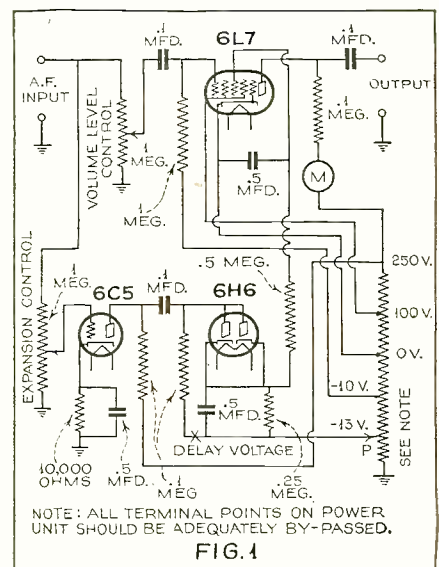 .1
MFD.
6L7
.1
MFD.
A.F.
INPUT
OUTPUT
VOLUME LEVEL
CONTROL
1
MEG.
.1
MEG.
.5
MFD.
.1
MEG.
M
EXPANSION CONTROL
1
MEG.
6C5
.1
MFD.
.5 MEG.
6H6
250 V.
100 V.
0 V.
-10 V.
-13 V.
P
SEE NOTE
.5
MFD.
DELAY VOLTAGE
10,000
OHMS
.5
MFD.
.1
MEG
.25
MEG.
NOTE: ALL TERMINAL POINTS ON POWER
UNIT SHOULD BE ADEQUATELY BY-PASSED.
FIG. 1